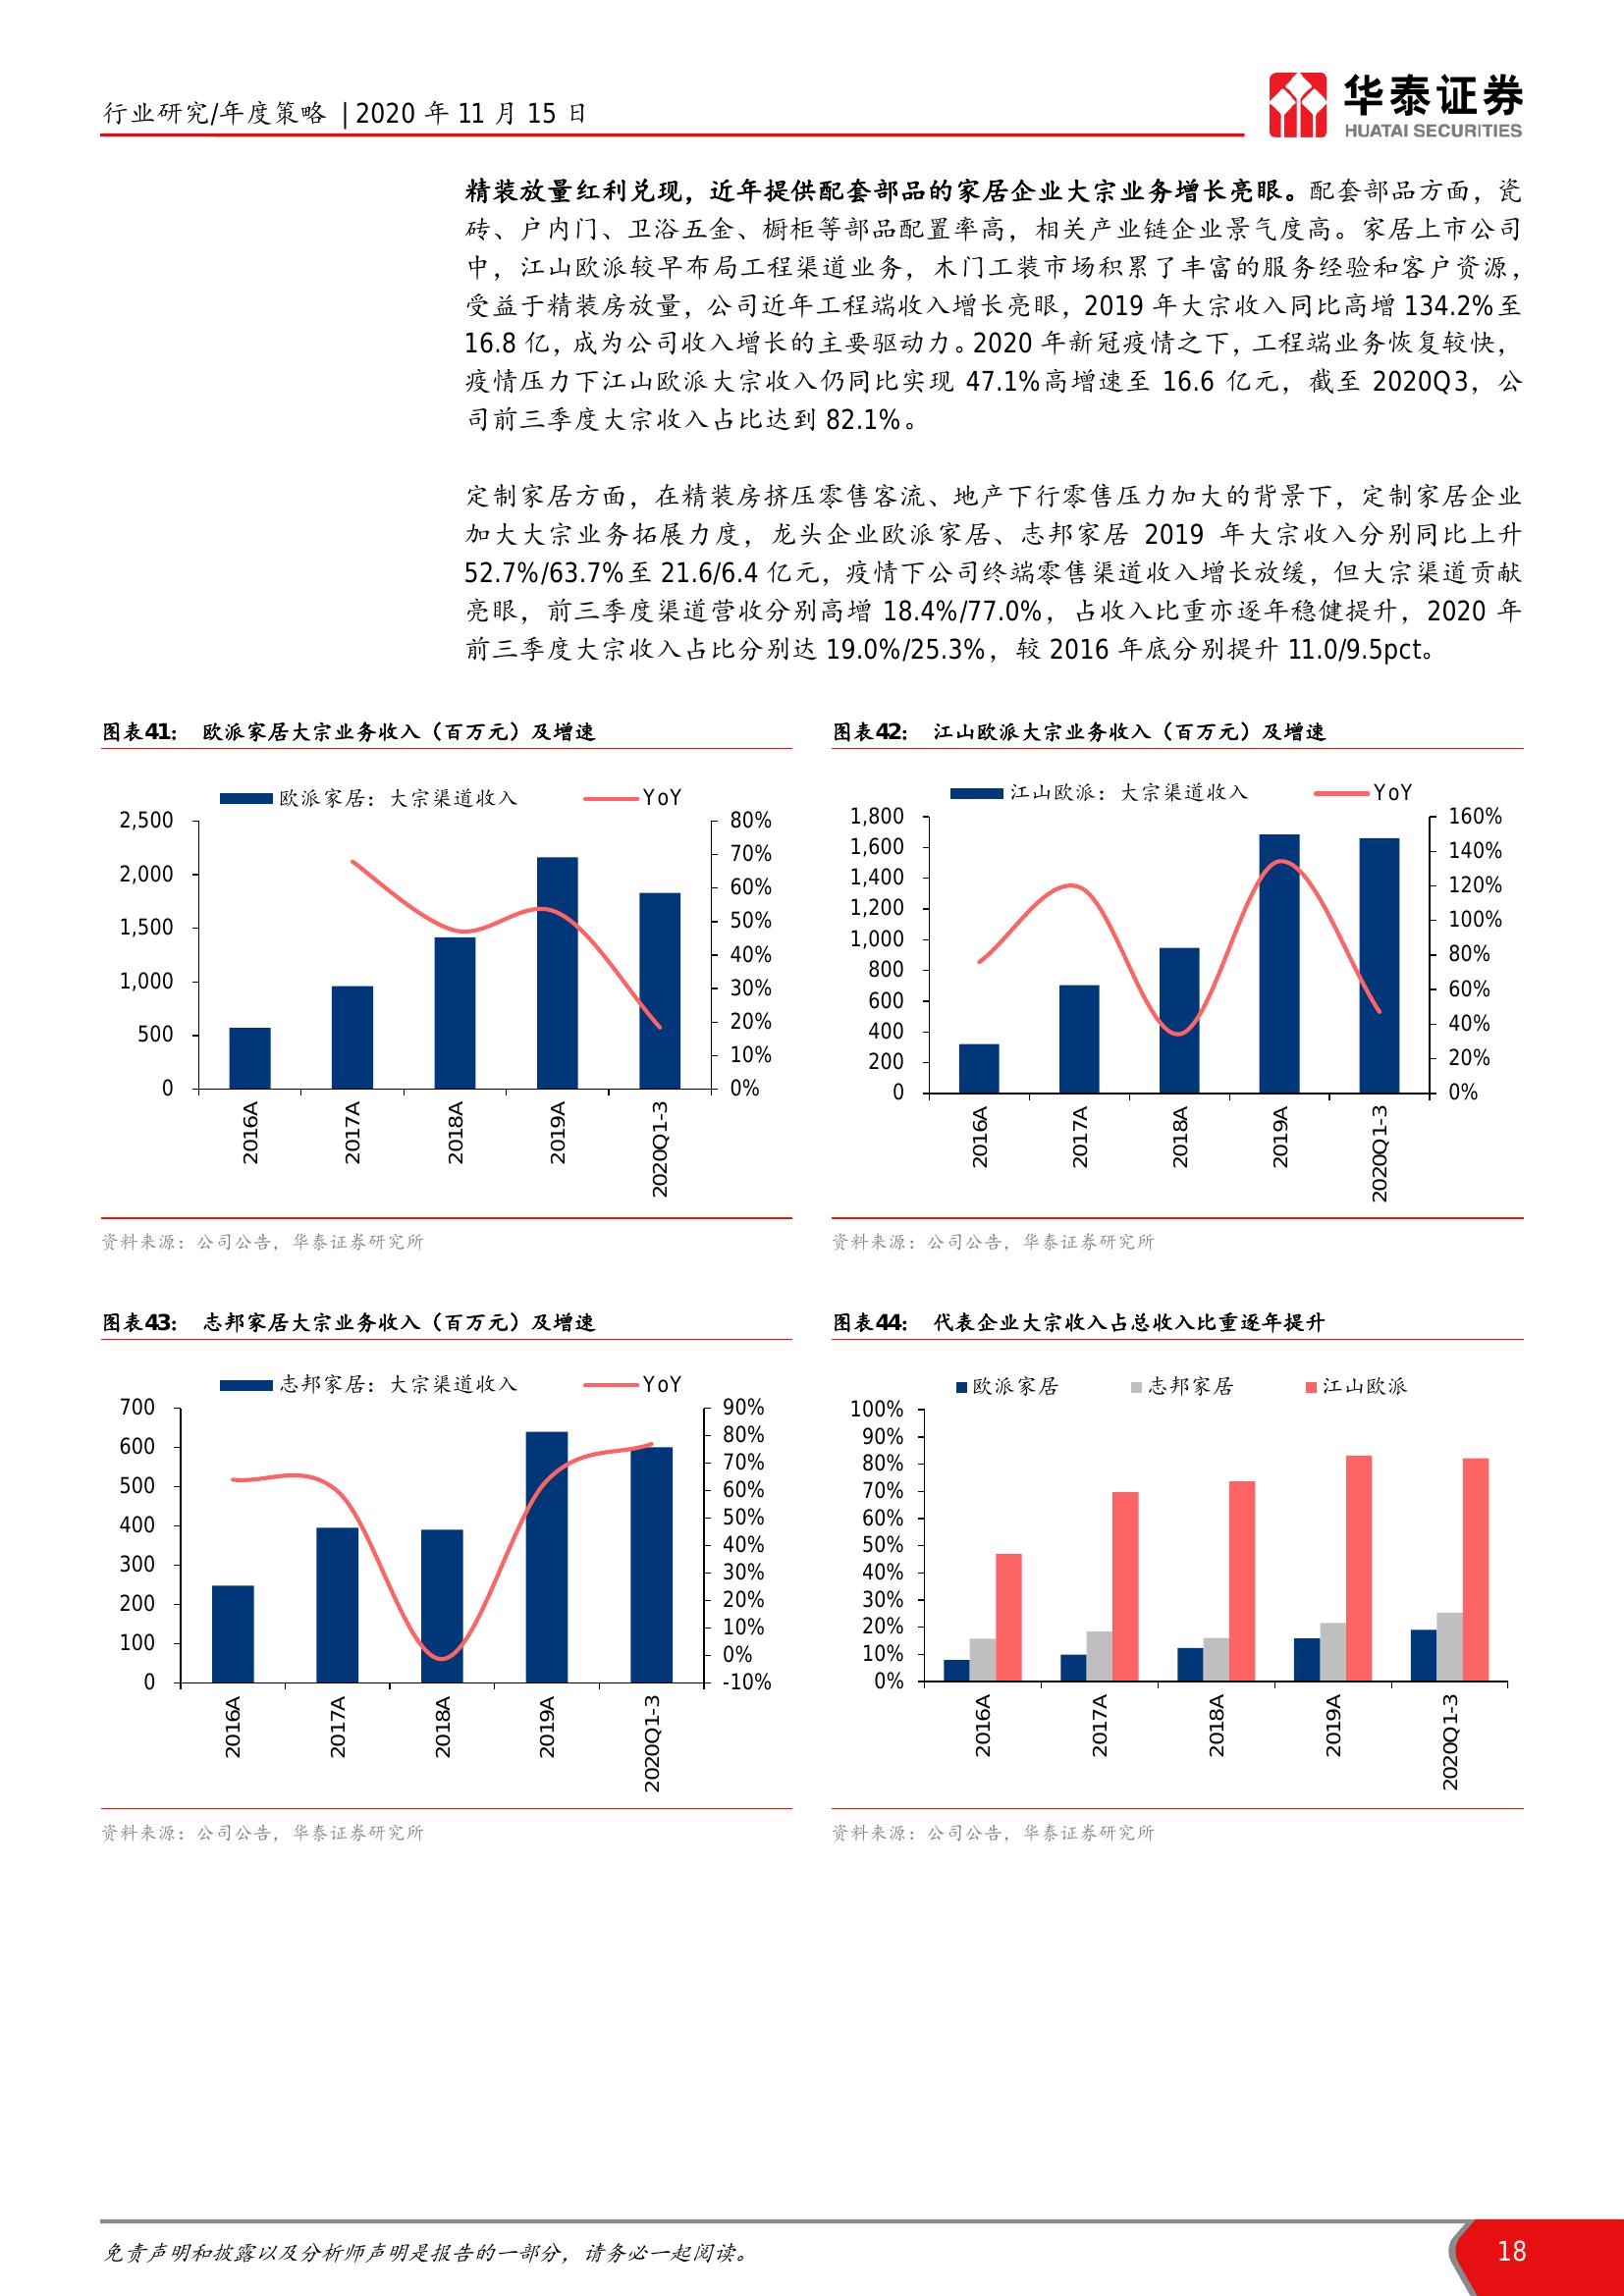 行业研究/年度策略 | 2020 年 11 月 15 日
华泰证券
HUATAI SECURITIES
精装放量红利兑现，近年提供配套部品的家居企业大宗业务增长亮眼。配套部品方面，瓷
砖、户内门、卫浴五金、橱柜等部品配置率高，相关产业链企业景气度高。家居上市公司
中，江山欧派较早布局工程渠道业务，木门工装市场积累了丰富的服务经验和客户资源，
受益于精装房放量，公司近年工程端收入增长亮眼，2019 年大宗收入同比高增 134.2%至
16.8 亿，成为公司收入增长的主要驱动力。2020 年新冠疫情之下，工程端业务恢复较快，
疫情压力下江山欧派大宗收入仍同比实现 47.1%高增速至 16.6 亿元，截至 2020Q3，公
司前三季度大宗收入占比达到 82.1%。
定制家居方面，在精装房挤压零售客流、地产下行零售压力加大的背景下，定制家居企业
加大大宗业务拓展力度，龙头企业欧派家居、志邦家居 2019 年大宗收入分别同比上升
52.7%/63.7%至 21.6/6.4 亿元，疫情下公司终端零售渠道收入增长放缓，但大宗渠道贡献
亮眼，前三季度渠道营收分别高增 18.4%/77.0%，占收入比重亦逐年稳健提升，2020 年
前三季度大宗收入占比分别达 19.0%/25.3%，较 2016 年底分别提升 11.0/9.5pct。
图表41： 欧派家居大宗业务收入（百万元）及增速
欧派家居：大宗渠道收入 YoY
2,500 80%
70%
2,000
60%
1,500 50%
40%
1,000 30%
500 20%
10%
0 0%
2016A 2017A 2018A 2019A 2020Q1-3
资料来源：公司公告，华泰证券研究所
图表42： 江山欧派大宗业务收入（百万元）及增速
江山欧派：大宗渠道收入 YoY
1,800 160%
1,600 140%
1,400
1,200 120%
1,000 100%
800 80%
600 60%
400 40%
200 20%
0 0%
2016A 2017A 2018A 2019A 2020Q1-3
资料来源：公司公告，华泰证券研究所
图表43： 志邦家居大宗业务收入（百万元）及增速
志邦家居：大宗渠道收入 YoY
700 90%
600 80%
70%
500 60%
400 50%
40%
300 30%
200 20%
100 10%
0%
0 -10%
2016A 2017A 2018A 2019A 2020Q1-3
资料来源：公司公告，华泰证券研究所
图表44： 代表企业大宗收入占总收入比重逐年提升
欧派家居 志邦家居 江山欧派
100%
90%
80%
70%
60%
50%
40%
30%
20%
10%
0%
2016A 2017A 2018A 2019A 2020Q1-3
资料来源：公司公告，华泰证券研究所
免责声明和披露以及分析师声明是报告的一部分，请务必一起阅读。
18